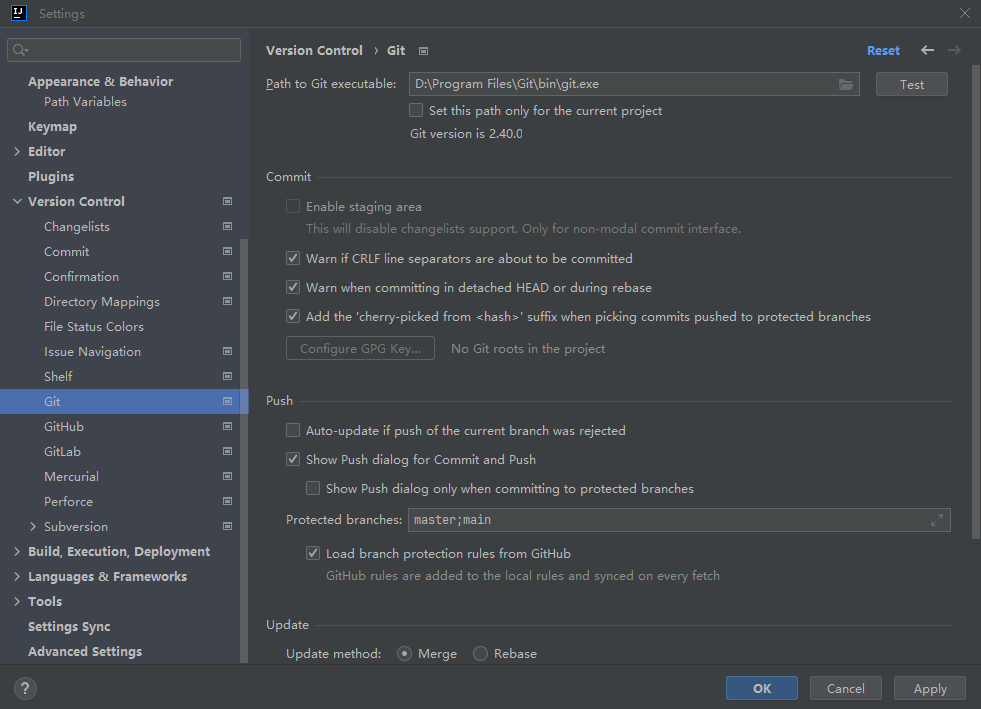 IJ Settings
Appearance & Behavior
Path Variables
Keymap
Editor
Plugins
Version Control
Changelists
Commit
Confirmation
Directory Mappings
File Status Colors
Issue Navigation
Shelf
Git
GitHub
GitLab
Mercurial
Perforce
Subversion
Build, Execution, Deployment
Languages & Frameworks
Tools
Settings Sync
Advanced Settings
Version Control › Git Reset
Path to Git executable: D:\Program Files\Git\bin\git.exe Test
Set this path only for the current project
Git version is 2.40.0
Commit
Enable staging area
This will disable changelists support. Only for non-modal commit interface.
Warn if CRLF line separators are about to be committed
Warn when committing in detached HEAD or during rebase
Add the 'cherry-picked from <hash>' suffix when picking commits pushed to protected branches
Configure GPG Key... No Git roots in the project
Push
Auto-update if push of the current branch was rejected
Show Push dialog for Commit and Push
Show Push dialog only when committing to protected branches
Protected branches: master;main
Load branch protection rules from GitHub
GitHub rules are added to the local rules and synced on every fetch
Update
Update method: Merge Rebase
? OK Cancel Apply